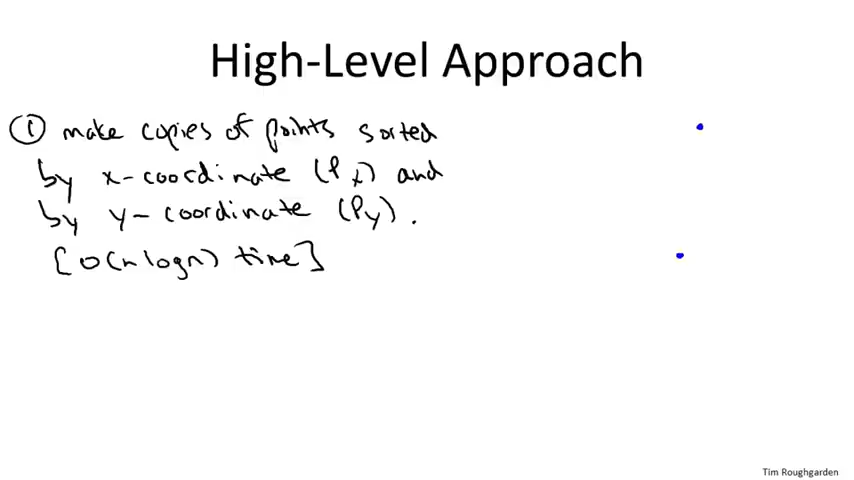 High-Level Approach
① make copies of points sorted
by x-coordinate (Px) and
by y-coordinate (Py).
[O(n log n) time]
Tim Roughgarden